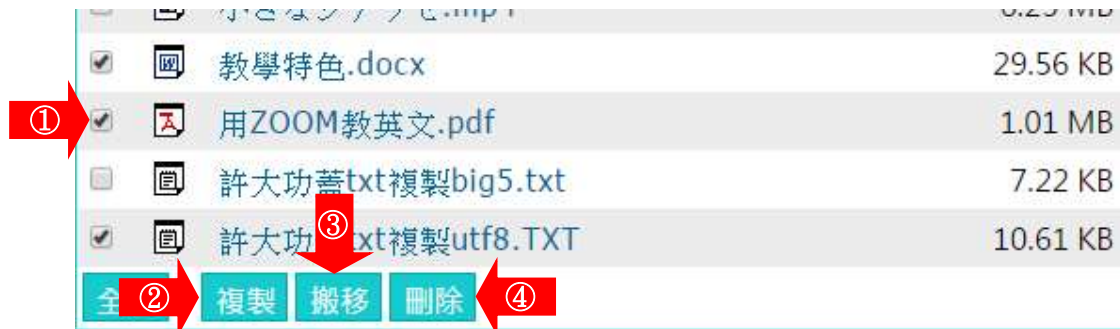 教學特色.docx 29.56 KB
① 用ZOOM教英文.pdf 1.01 MB
許大功蓋txt複製big5.txt 7.22 KB
③
許大功 txt複製utf8.TXT 10.61 KB
全 ② 複製 搬移 刪除 ④